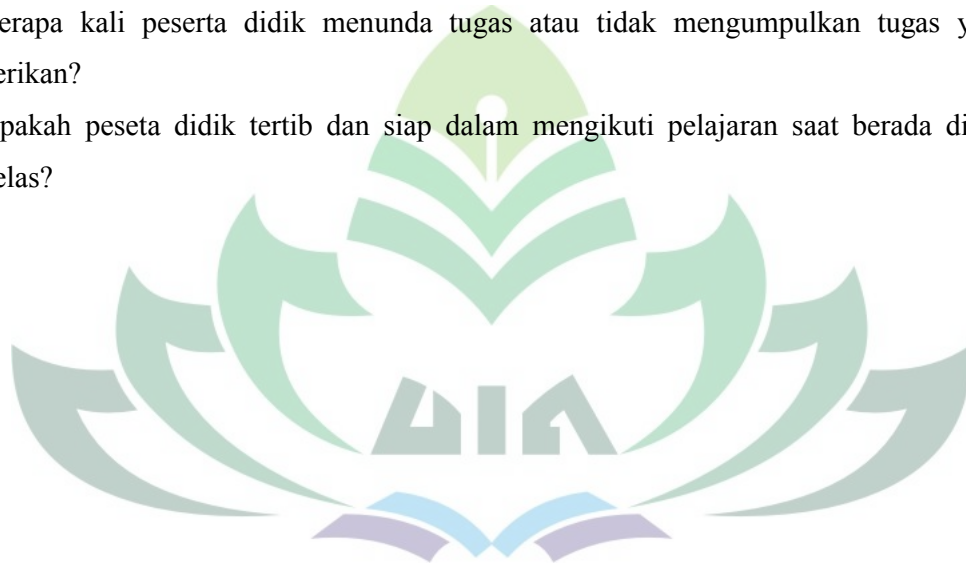 erapa kali peserta didik menunda tugas atau tidak mengumpulkan tugas y
erikan?
pakah peseta didik tertib dan siap dalam mengikuti pelajaran saat berada di
elas?
UIN